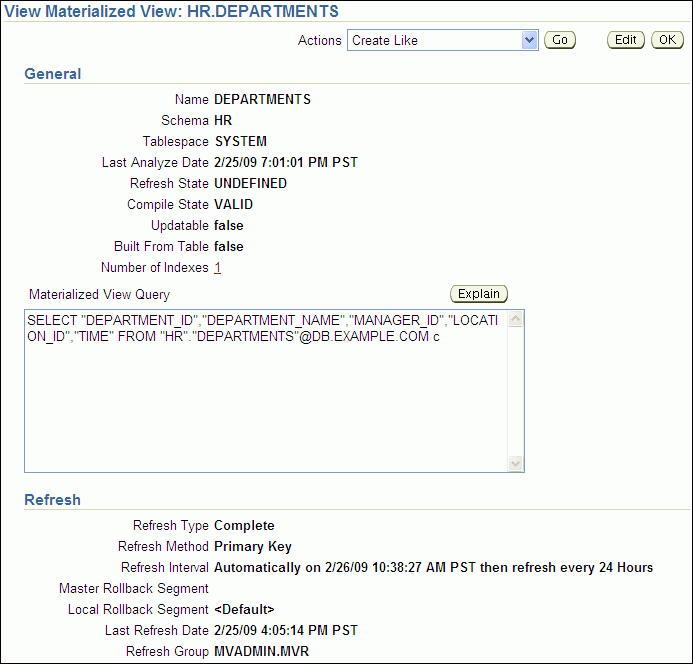 View Materialized View: HR.DEPARTMENTS
Actions Create Like Go Edit OK
General
Name DEPARTMENTS
Schema HR
Tablespace SYSTEM
Last Analyze Date 2/25/09 7:01:01 PM PST
Refresh State UNDEFINED
Compile State VALID
Updatable false
Built From Table false
Number of Indexes 1
Materialized View Query Explain
SELECT "DEPARTMENT_ID","DEPARTMENT_NAME","MANAGER_ID","LOCATI
ON_ID","TIME" FROM "HR"."DEPARTMENTS"@DB.EXAMPLE.COM c
Refresh
Refresh Type Complete
Refresh Method Primary Key
Refresh Interval Automatically on 2/26/09 10:38:27 AM PST then refresh every 24 Hours
Master Rollback Segment
Local Rollback Segment <Default>
Last Refresh Date 2/25/09 4:05:14 PM PST
Refresh Group MVADMIN.MVR